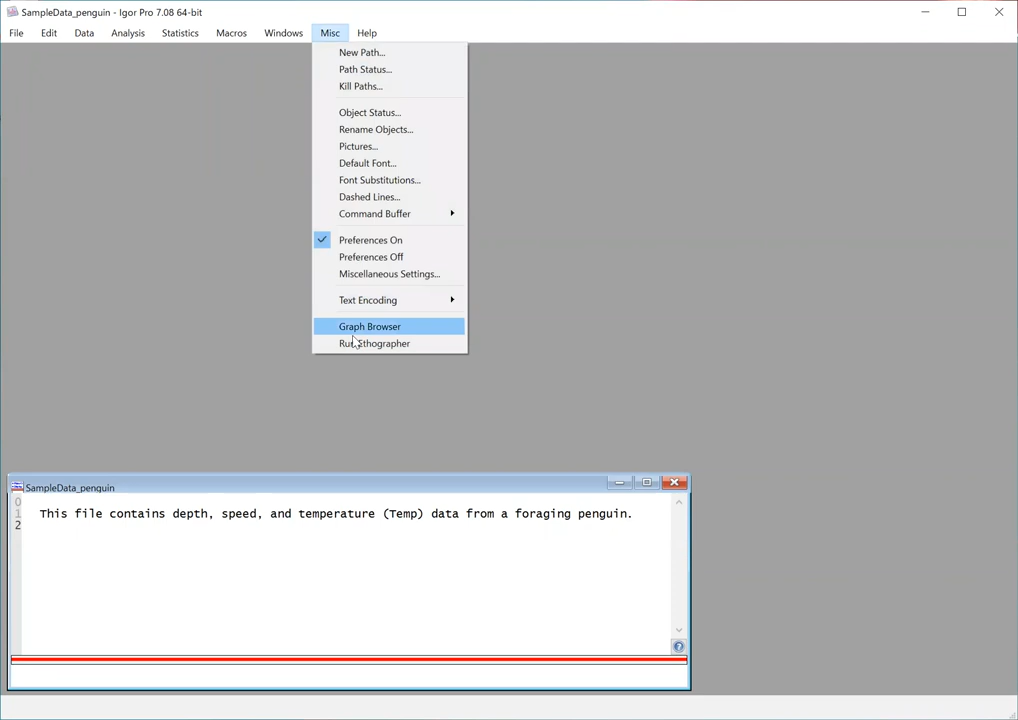 SampleData_penguin - Igor Pro 7.08 64-bit
File Edit Data Analysis Statistics Macros Windows Misc Help
New Path...
Path Status...
Kill Paths...
Object Status...
Rename Objects...
Pictures...
Default Font...
Font Substitutions...
Dashed Lines...
Command Buffer
Preferences On
Preferences Off
Miscellaneous Settings...
Text Encoding
Graph Browser
Run Ethographer
SampleData_penguin
0
1 This file contains depth, speed, and temperature (Temp) data from a foraging penguin.
2